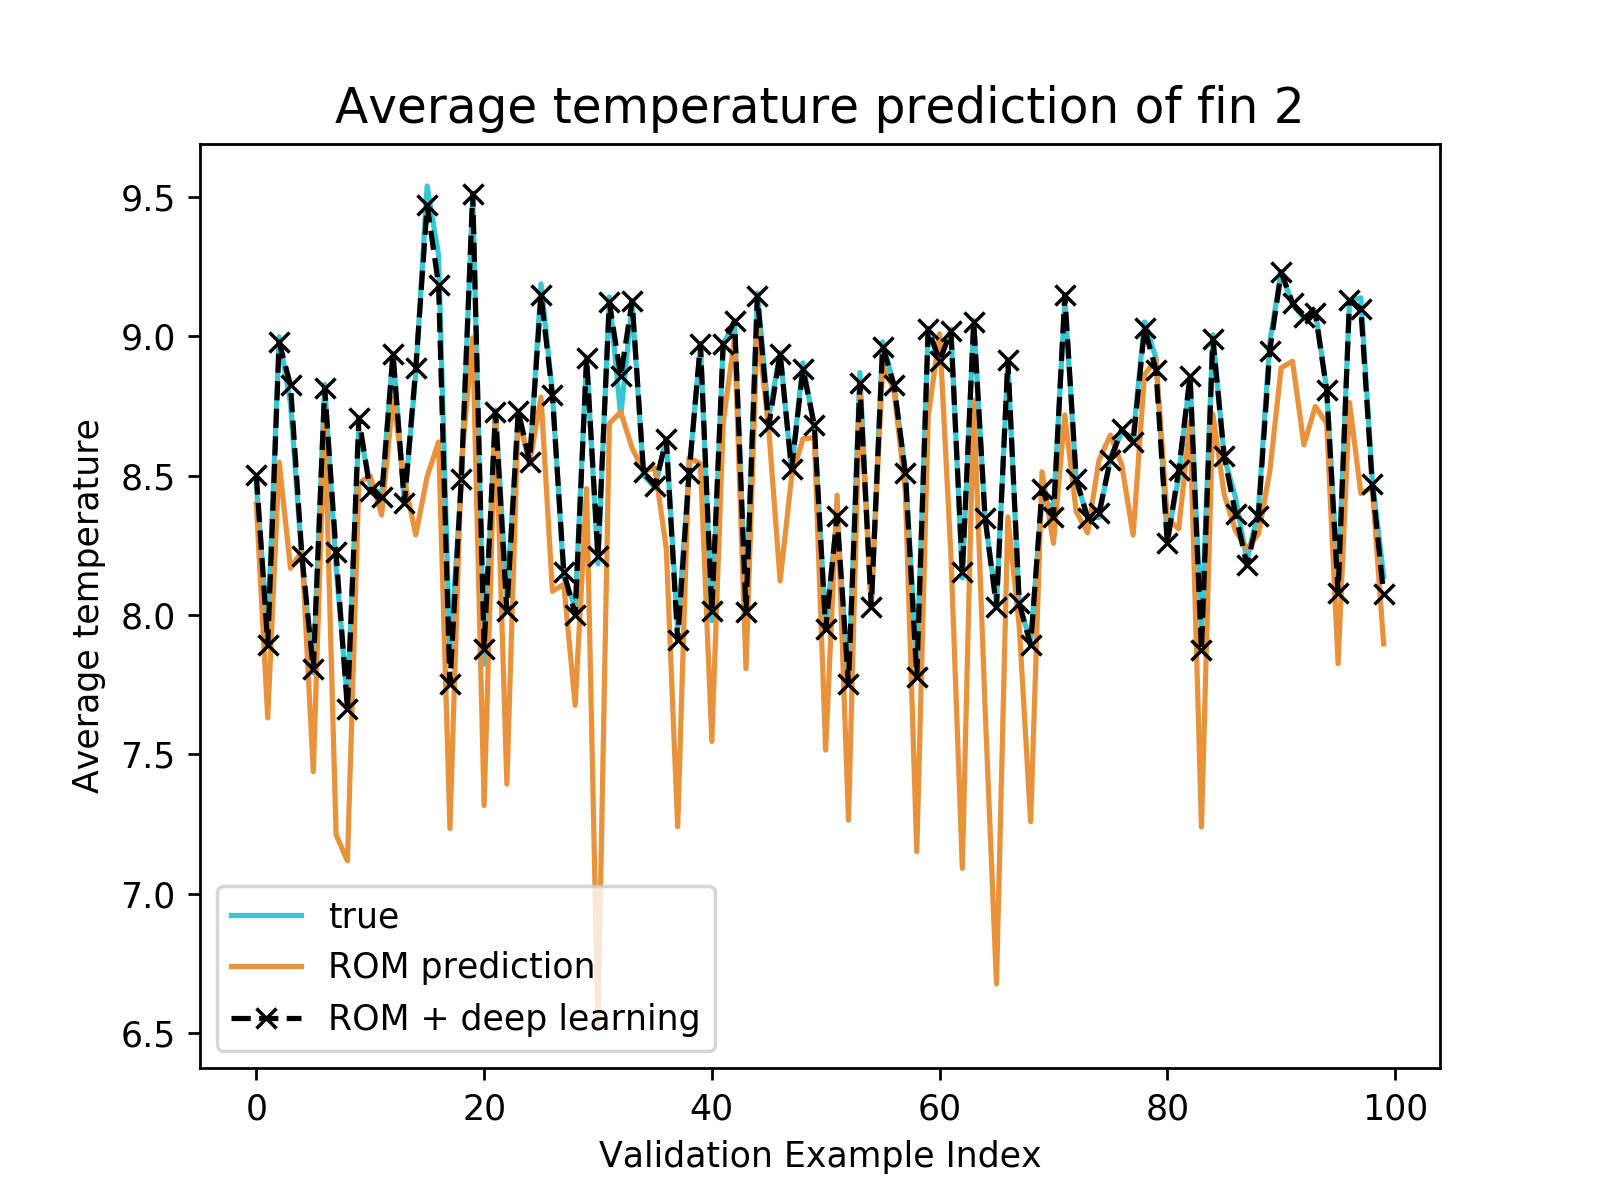 Average temperature prediction of fin 2
9.5
9.0
8.5
8.0
7.5
7.0
6.5
Average temperature
true
ROM prediction
ROM + deep learning
0 20 40 60 80 100
Validation Example Index